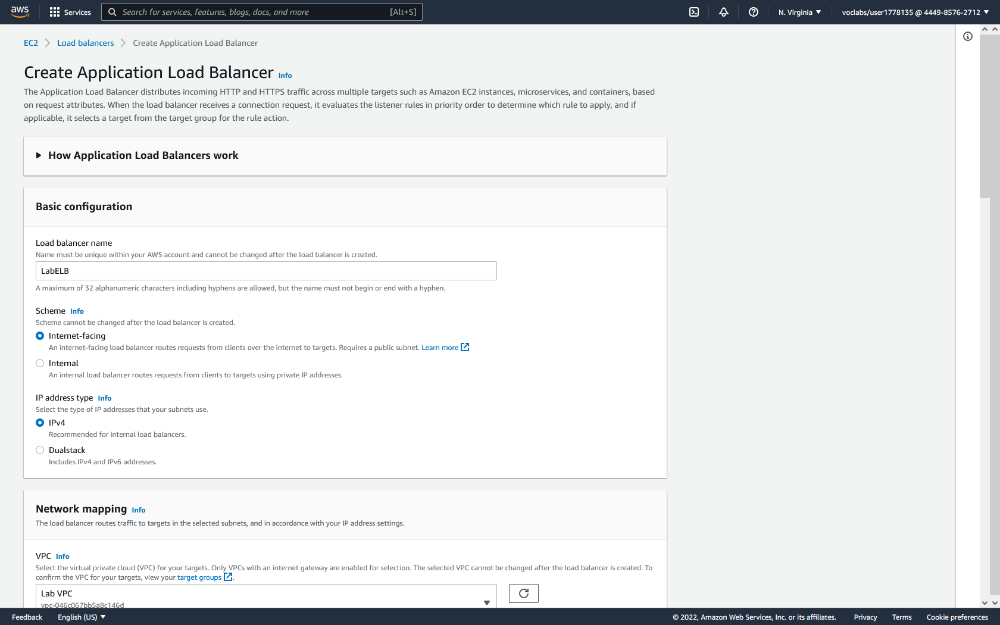 aws
Services
Search for services, features, blogs, docs, and more
[Alt+S]
N. Virginia
voclabs/user1778135 @ 4449-8576-2712
EC2
Load balancers
Create Application Load Balancer
Create Application Load Balancer Info
The Application Load Balancer distributes incoming HTTP and HTTPS traffic across multiple targets such as Amazon EC2 instances, microservices, and containers, based
on request attributes. When the load balancer receives a connection request, it evaluates the listener rules in priority order to determine which rule to apply, and if
applicable, it selects a target from the target group for the rule action.
How Application Load Balancers work
Basic configuration
Load balancer name
Name must be unique within your AWS account and cannot be changed after the load balancer is created.
LabELB
A maximum of 32 alphanumeric characters including hyphens are allowed, but the name must not begin or end with a hyphen.
Scheme Info
Scheme cannot be changed after the load balancer is created.
Internet-facing
An internet-facing load balancer routes requests from clients over the internet to targets. Requires a public subnet. Learn more
Internal
An internal load balancer routes requests from clients to targets using private IP addresses.
IP address type Info
Select the type of IP addresses that your subnets use.
IPv4
Recommended for internal load balancers.
Dualstack
Includes IPv4 and IPv6 addresses.
Network mapping Info
The load balancer routes traffic to targets in the selected subnets, and in accordance with your IP address settings.
VPC Info
Select the virtual private cloud (VPC) for your targets. Only VPCs with an internet gateway are enabled for selection. The selected VPC cannot be changed after the load balancer is created. To
confirm the VPC for your targets, view your target groups.
Lab VPC
vpc-046c067bb5a8c146d
Feedback
English (US)
© 2022, Amazon Web Services, Inc. or its affiliates.
Privacy
Terms
Cookie preferences